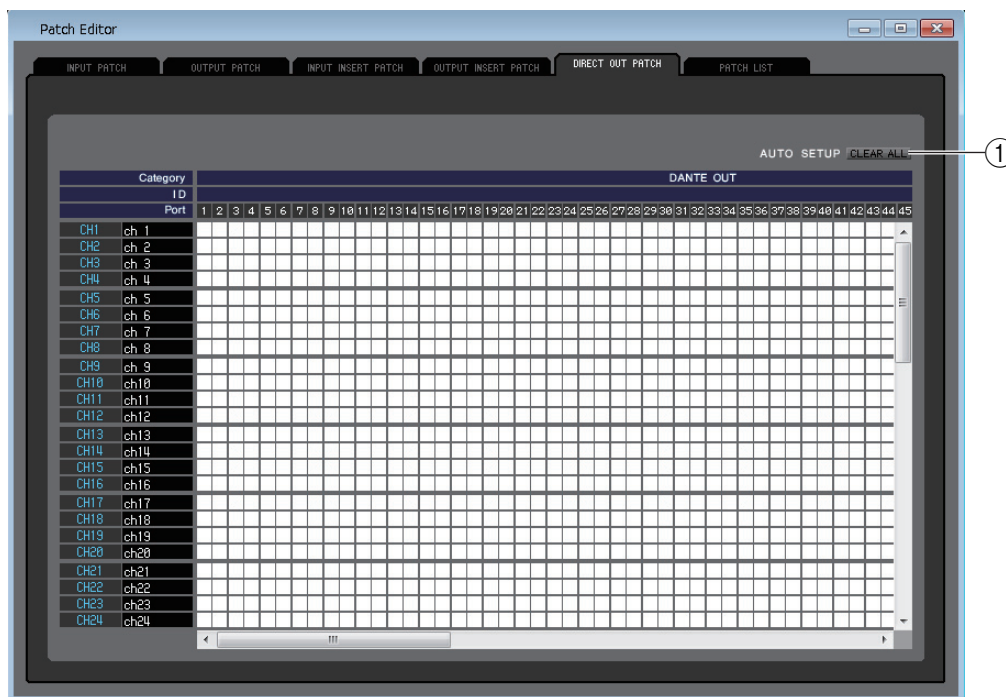 Patch Editor
INPUT PATCH OUTPUT PATCH INPUT INSERT PATCH OUTPUT INSERT PATCH DIRECT OUT PATCH PATCH LIST
AUTO SETUP CLEAR ALL
1
Category DANTE OUT
ID
Port 1 2 3 4 5 6 7 8 9 10 11 12 13 14 15 16 17 18 19 20 21 22 23 24 25 26 27 28 29 30 31 32 33 34 35 36 37 38 39 40 41 42 43 44 45
CH1 ch 1
CH2 ch 2
CH3 ch 3
CH4 ch 4
CH5 ch 5
CH6 ch 6
CH7 ch 7
CH8 ch 8
CH9 ch 9
CH10 ch10
CH11 ch11
CH12 ch12
CH13 ch13
CH14 ch14
CH15 ch15
CH16 ch16
CH17 ch17
CH18 ch18
CH19 ch19
CH20 ch20
CH21 ch21
CH22 ch22
CH23 ch23
CH24 ch24